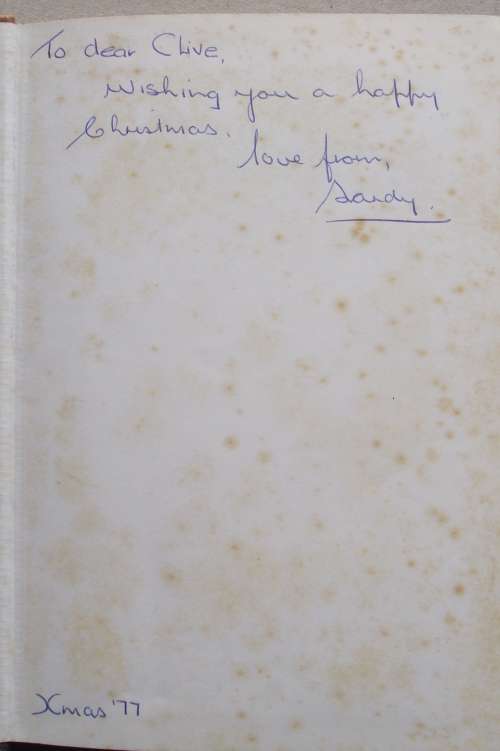 To dear Clive,
Wishing you a happy
Christmas.
love from,
Sandy.
Xmas '77